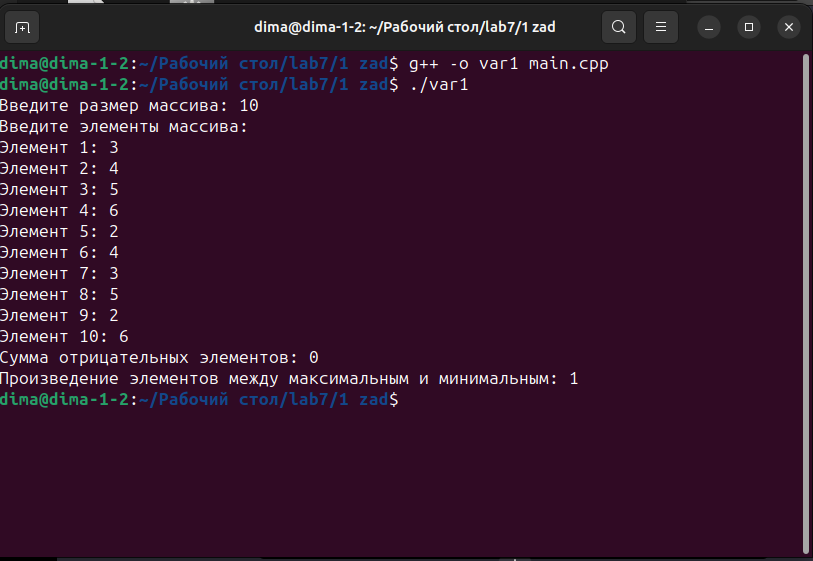 dima@dima-1-2: ~/Рабочий стол/lab7/1 zad
dima@dima-1-2:~/Рабочий стол/lab7/1 zad$ g++ -o var1 main.cpp
dima@dima-1-2:~/Рабочий стол/lab7/1 zad$ ./var1
Введите размер массива: 10
Введите элементы массива:
Элемент 1: 3
Элемент 2: 4
Элемент 3: 5
Элемент 4: 6
Элемент 5: 2
Элемент 6: 4
Элемент 7: 3
Элемент 8: 5
Элемент 9: 2
Элемент 10: 6
Сумма отрицательных элементов: 0
Произведение элементов между максимальным и минимальным: 1
dima@dima-1-2:~/Рабочий стол/lab7/1 zad$